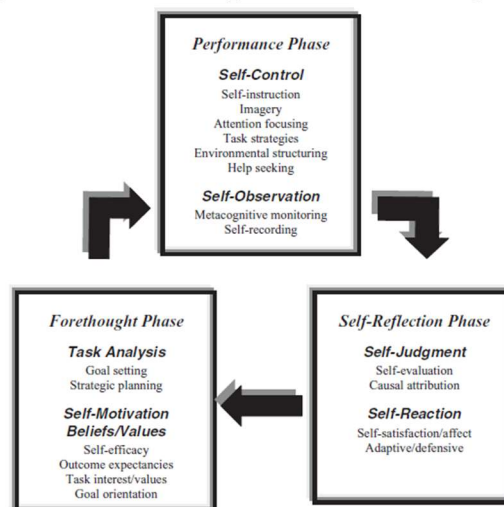 Performance Phase
Self-Control
Self-instruction
Imagery
Attention focusing
Task strategies
Environmental structuring
Help seeking
Self-Observation
Metacognitive monitoring
Self-recording
Forethought Phase
Task Analysis
Goal setting
Strategic planning
Self-Motivation
Beliefs/Values
Self-efficacy
Outcome expectancies
Task interest/values
Goal orientation
Self-Reflection Phase
Self-Judgment
Self-evaluation
Causal attribution
Self-Reaction
Self-satisfaction/affect
Adaptive/defensive